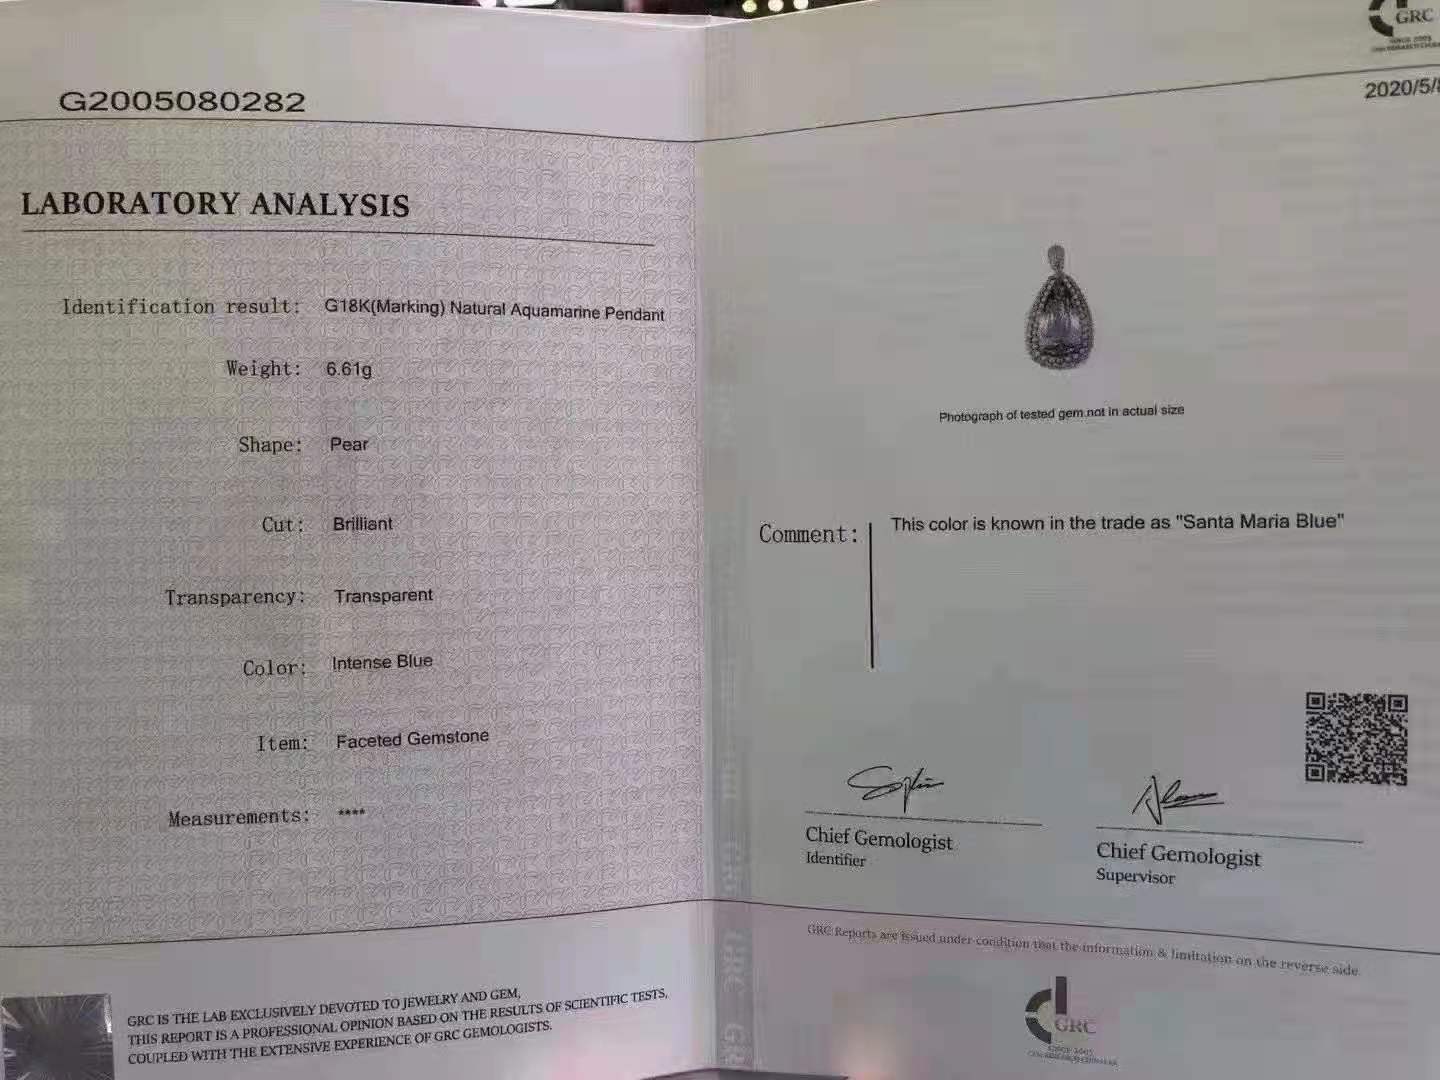 G2005080282
LABORATORY ANALYSIS
Identification result: G18K(Marking) Natural Aquamarine Pendant
Weight: 6.61g
Shape: Pear
Cut: Brilliant
Transparency: Transparent
Color: Intense Blue
Item: Faceted Gemstone
Measurements: ****
GRC IS THE LAB EXCLUSIVELY DEVOTED TO JEWELRY AND GEM,
THIS REPORT IS A PROFESSIONAL OPINION BASED ON THE RESULTS OF SCIENTIFIC TESTS,
COUPLED WITH THE EXTENSIVE EXPERIENCE OF GRC GEMOLOGISTS.
GRC
SINCE 2005
2020/5/8
Photograph of tested gem.not in actual size
Comment: This color is known in the trade as "Santa Maria Blue"
Chief Gemologist
Identifier
Chief Gemologist
Supervisor
GRC Reports are issued under condition that the information & limitation on the reverse side.
GRC
SINCE 2005